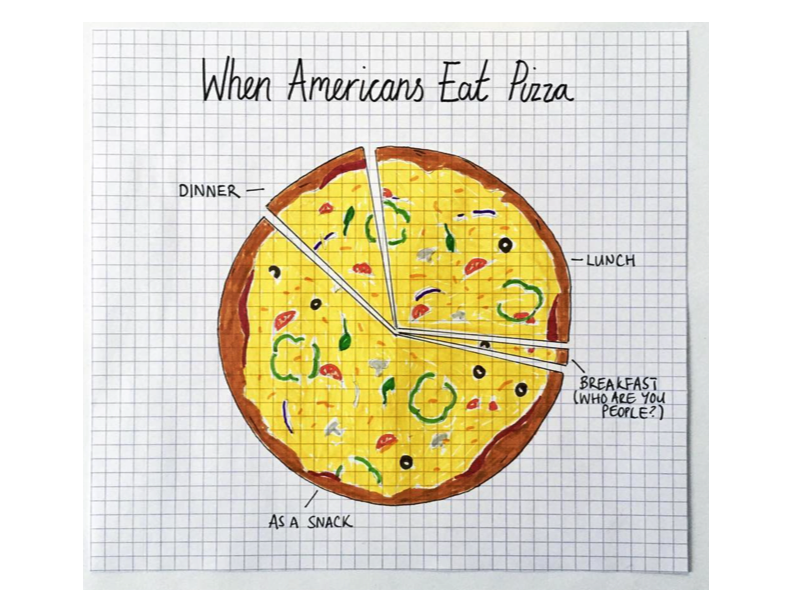 When Americans Eat Pizza
DINNER
LUNCH
BREAKFAST
(WHO ARE YOU
PEOPLE?)
AS A SNACK